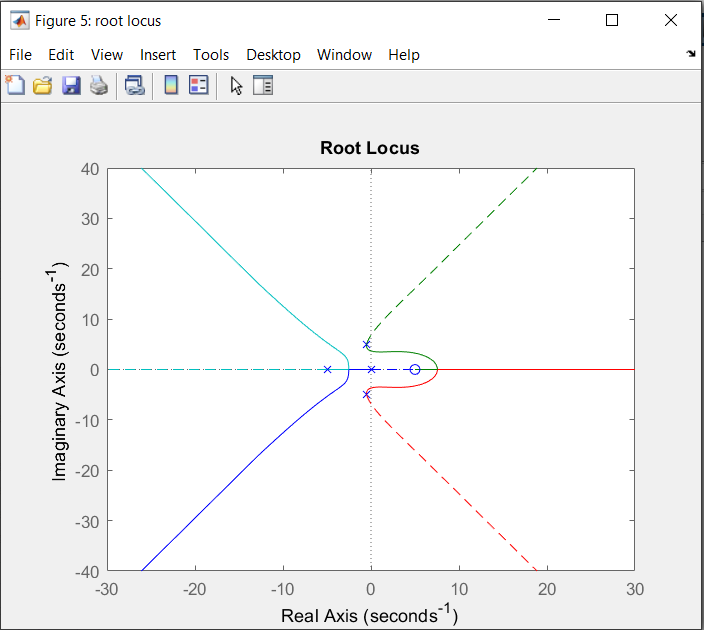 Figure 5: root locus
File Edit View Insert Tools Desktop Window Help
Root Locus
40
30
20
10
0
-10
-20
-30
-40
Imaginary Axis (seconds⁻¹)
-30 -20 -10 0 10 20 30
Real Axis (seconds⁻¹)